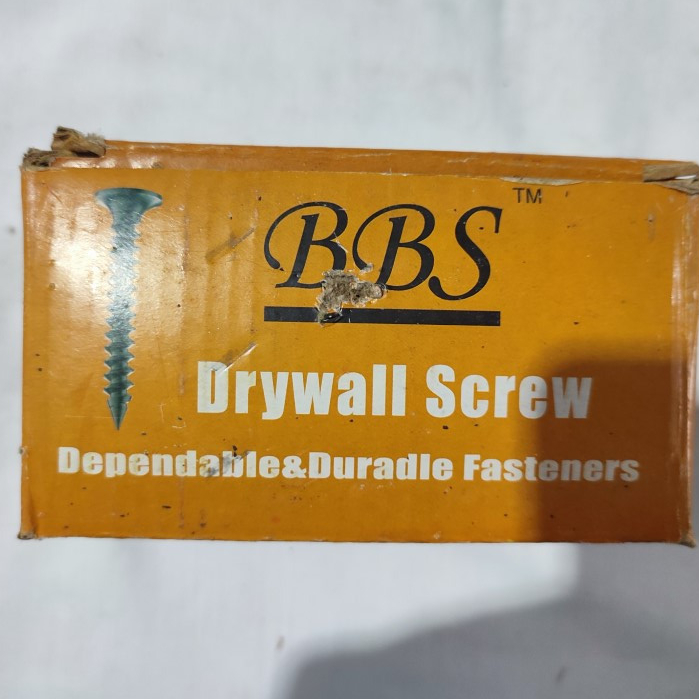 BBS™
Drywall Screw
Dependable&Duradle Fasteners